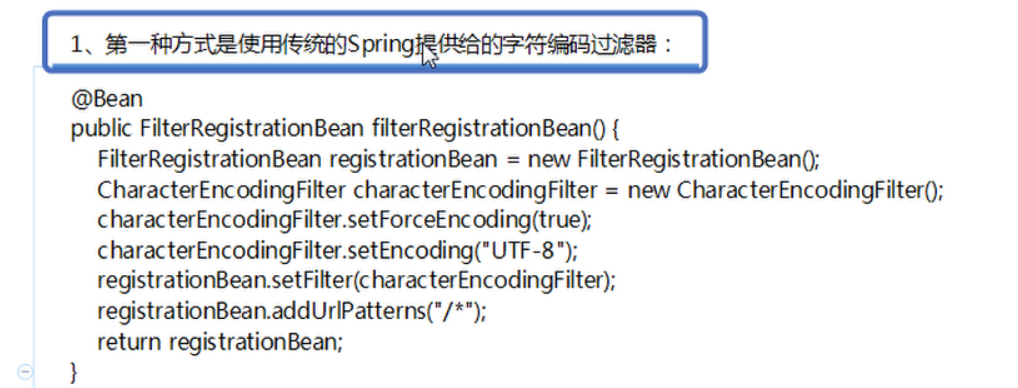 1、第一种方式是使用传统的Spring提供给的字符编码过滤器：
@Bean
public FilterRegistrationBean filterRegistrationBean() {
FilterRegistrationBean registrationBean = new FilterRegistrationBean();
CharacterEncodingFilter characterEncodingFilter = new CharacterEncodingFilter();
characterEncodingFilter.setForceEncoding(true);
characterEncodingFilter.setEncoding("UTF-8");
registrationBean.setFilter(characterEncodingFilter);
registrationBean.addUrlPatterns("/*");
return registrationBean;
}